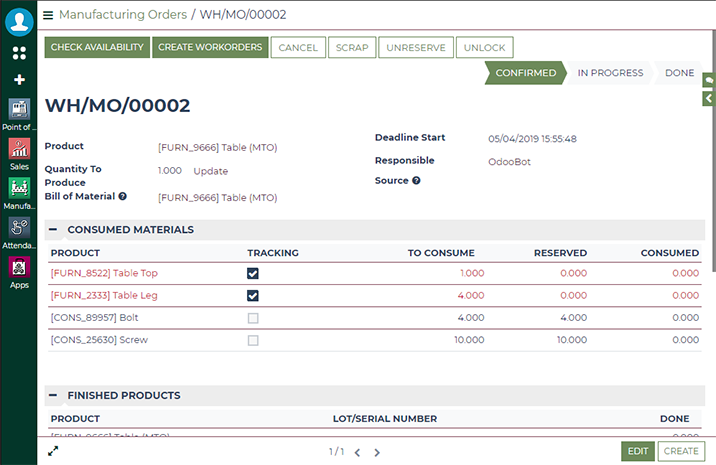 Manufacturing Orders / WH/MO/00002
CHECK AVAILABILITY CREATE WORKORDERS CANCEL SCRAP UNRESERVE UNLOCK
CONFIRMED IN PROGRESS DONE
WH/MO/00002
Product [FURN_9666] Table (MTO)
Quantity To Produce 1.000 Update
Bill of Material [FURN_9666] Table (MTO)
Deadline Start 05/04/2019 15:55:48
Responsible OdooBot
Source
Point of ...
Sales
Manufa...
Attenda...
Apps
CONSUMED MATERIALS
PRODUCT TRACKING TO CONSUME RESERVED CONSUMED
[FURN_8522] Table Top 1.000 0.000 0.000
[FURN_2333] Table Leg 4.000 0.000 0.000
[CONS_89957] Bolt 4.000 4.000 0.000
[CONS_25630] Screw 10.000 10.000 0.000
FINISHED PRODUCTS
PRODUCT LOT/SERIAL NUMBER DONE
[FURN_9666] Table (MTO) 0.000
1 / 1
EDIT CREATE